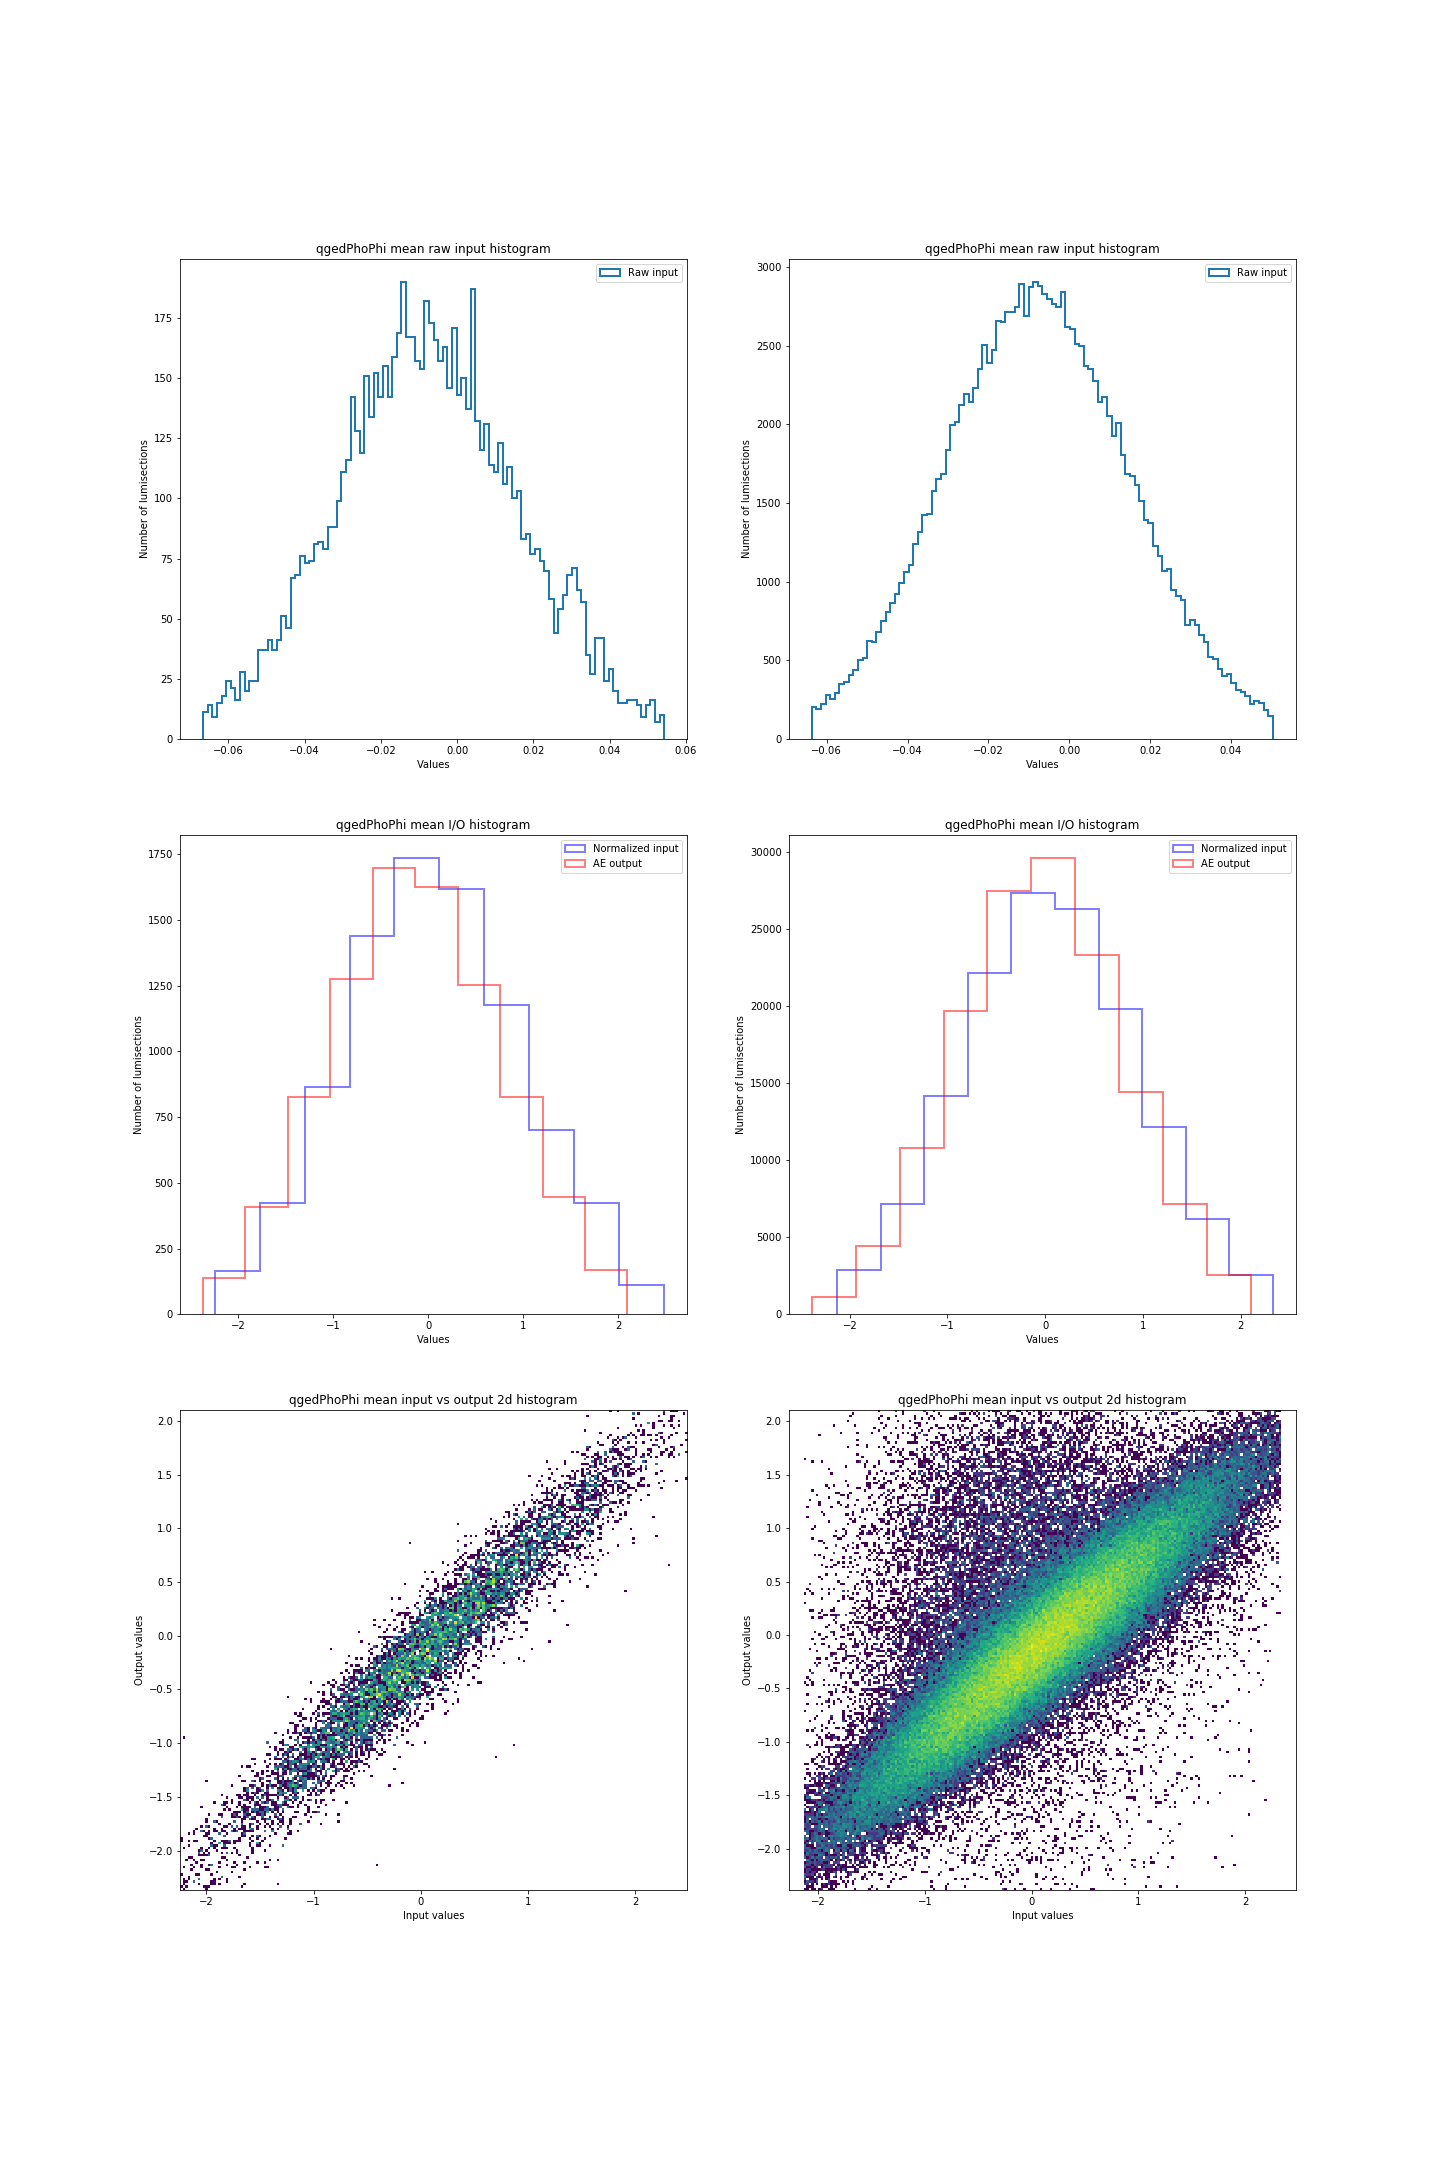 qgedPhoPhi mean raw input histogram
Raw input
Number of lumisections
175
150
125
100
75
50
25
0
−0.06 −0.04 −0.02 0.00 0.02 0.04 0.06
Values
qgedPhoPhi mean raw input histogram
Raw input
Number of lumisections
3000
2500
2000
1500
1000
500
0
−0.06 −0.04 −0.02 0.00 0.02 0.04
Values
qgedPhoPhi mean I/O histogram
Normalized input
AE output
Number of lumisections
1750
1500
1250
1000
750
500
250
0
−2 −1 0 1 2
Values
qgedPhoPhi mean I/O histogram
Normalized input
AE output
Number of lumisections
30000
25000
20000
15000
10000
5000
0
−2 −1 0 1 2
Values
qgedPhoPhi mean input vs output 2d histogram
Output values
2.0
1.5
1.0
0.5
0.0
−0.5
−1.0
−1.5
−2.0
−2 −1 0 1 2
Input values
qgedPhoPhi mean input vs output 2d histogram
Output values
2.0
1.5
1.0
0.5
0.0
−0.5
−1.0
−1.5
−2.0
−2 −1 0 1 2
Input values